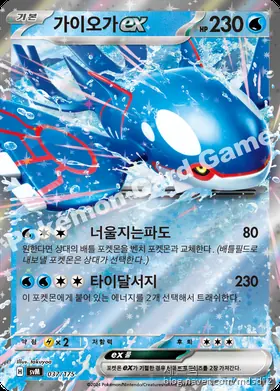 기본
가이오가ex
HP 230
Pokémon Card Game
너울지는파도 80
원한다면 상대의 배틀 포켓몬을 벤치 포켓몬과 교체한다. (배틀필드로
내보낼 포켓몬은 상대가 선택한다.)
타이달서지 230
이 포켓몬에게 붙어 있는 에너지를 2개 선택해서 트래쉬한다.
약점 ×2 저항력 후퇴
Illus.
H svM 037/175
ex 룰
포켓몬 ex가 기절한 경우 상대는 프라이즈를 2장 가져간다.